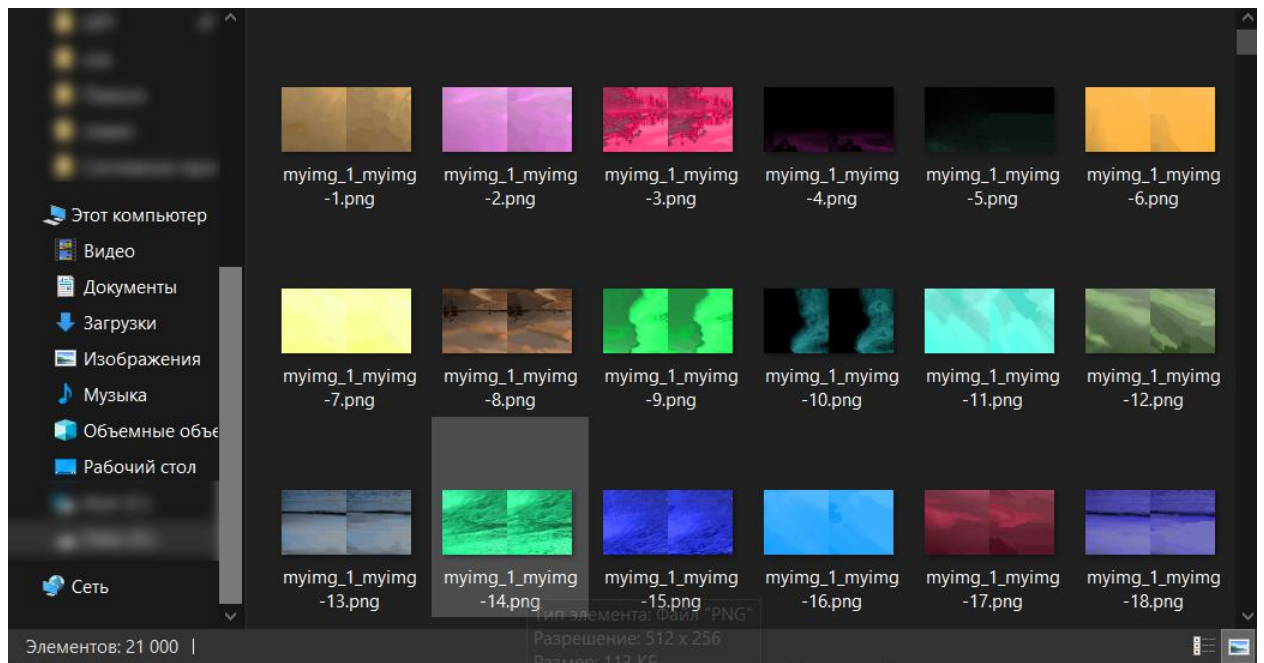 Этот компьютер
Видео
Документы
Загрузки
Изображения
Музыка
Объемные объе
Рабочий стол
Сеть
myimg_1_myimg
-1.png
myimg_1_myimg
-2.png
myimg_1_myimg
-3.png
myimg_1_myimg
-4.png
myimg_1_myimg
-5.png
myimg_1_myimg
-6.png
myimg_1_myimg
-7.png
myimg_1_myimg
-8.png
myimg_1_myimg
-9.png
myimg_1_myimg
-10.png
myimg_1_myimg
-11.png
myimg_1_myimg
-12.png
myimg_1_myimg
-13.png
myimg_1_myimg
-14.png
myimg_1_myimg
-15.png
myimg_1_myimg
-16.png
myimg_1_myimg
-17.png
myimg_1_myimg
-18.png
Тип элемента: Файл "PNG"
Разрешение: 512 x 256
Размер: 113 КБ
Элементов: 21 000